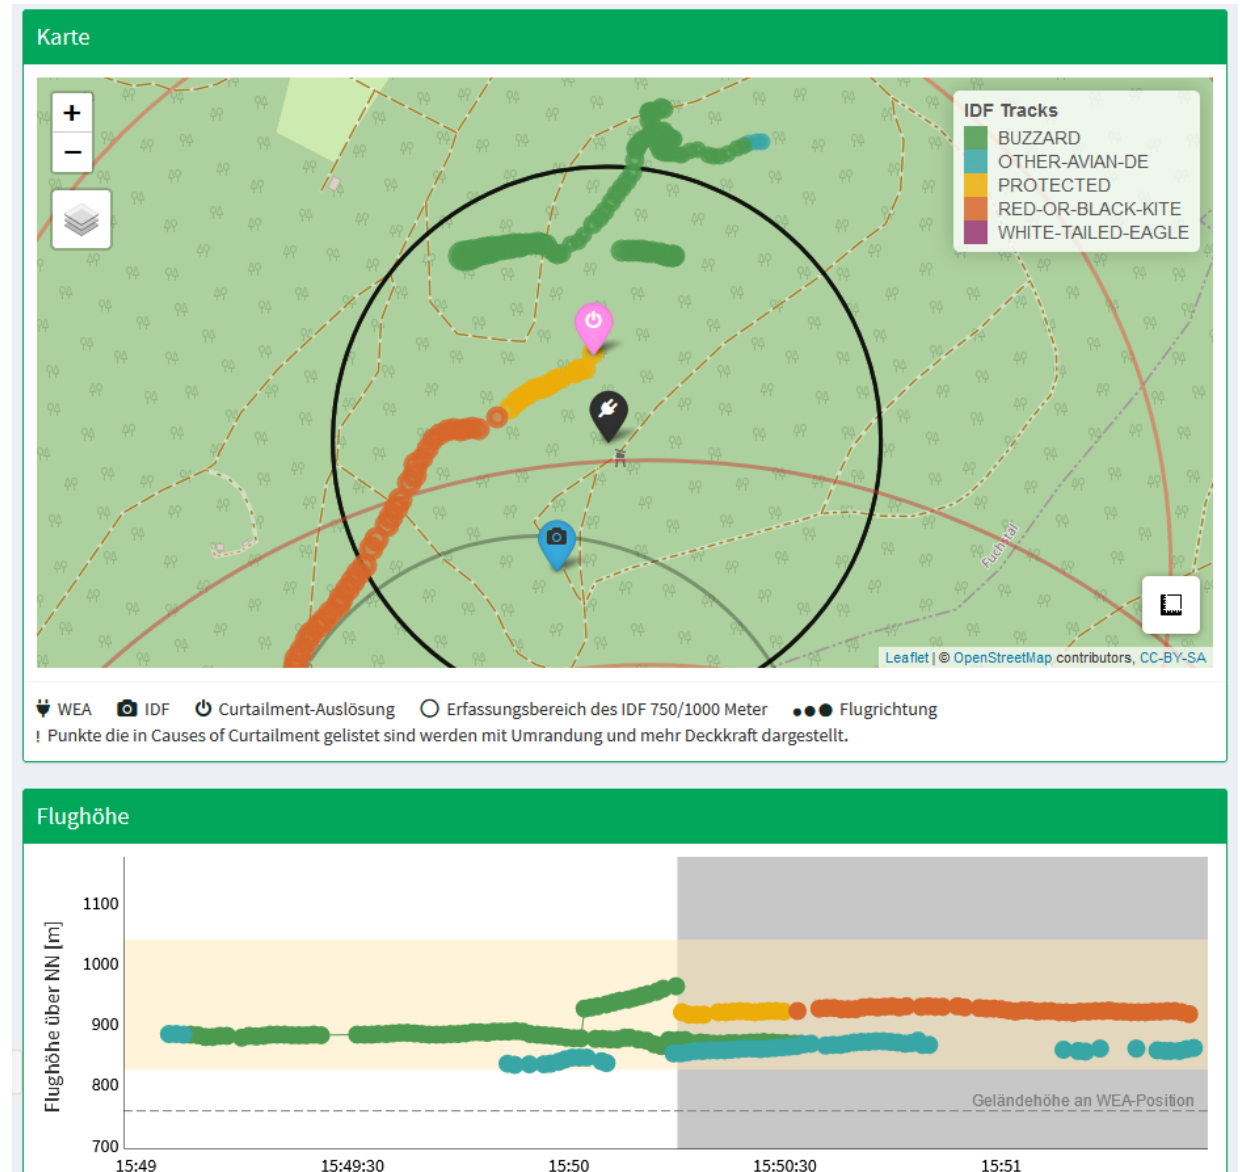 Karte
+
−
IDF Tracks
BUZZARD
OTHER-AVIAN-DE
PROTECTED
RED-OR-BLACK-KITE
WHITE-TAILED-EAGLE
Fuchstal
Leaflet | © OpenStreetMap contributors, CC-BY-SA
WEA IDF Curtailment-Auslösung Erfassungsbereich des IDF 750/1000 Meter Flugrichtung
! Punkte die in Causes of Curtailment gelistet sind werden mit Umrandung und mehr Deckkraft dargestellt.
Flughöhe
Flughöhe über NN [m]
1100
1000
900
800
700
Geländehöhe an WEA-Position
15:49 15:49:30 15:50 15:50:30 15:51